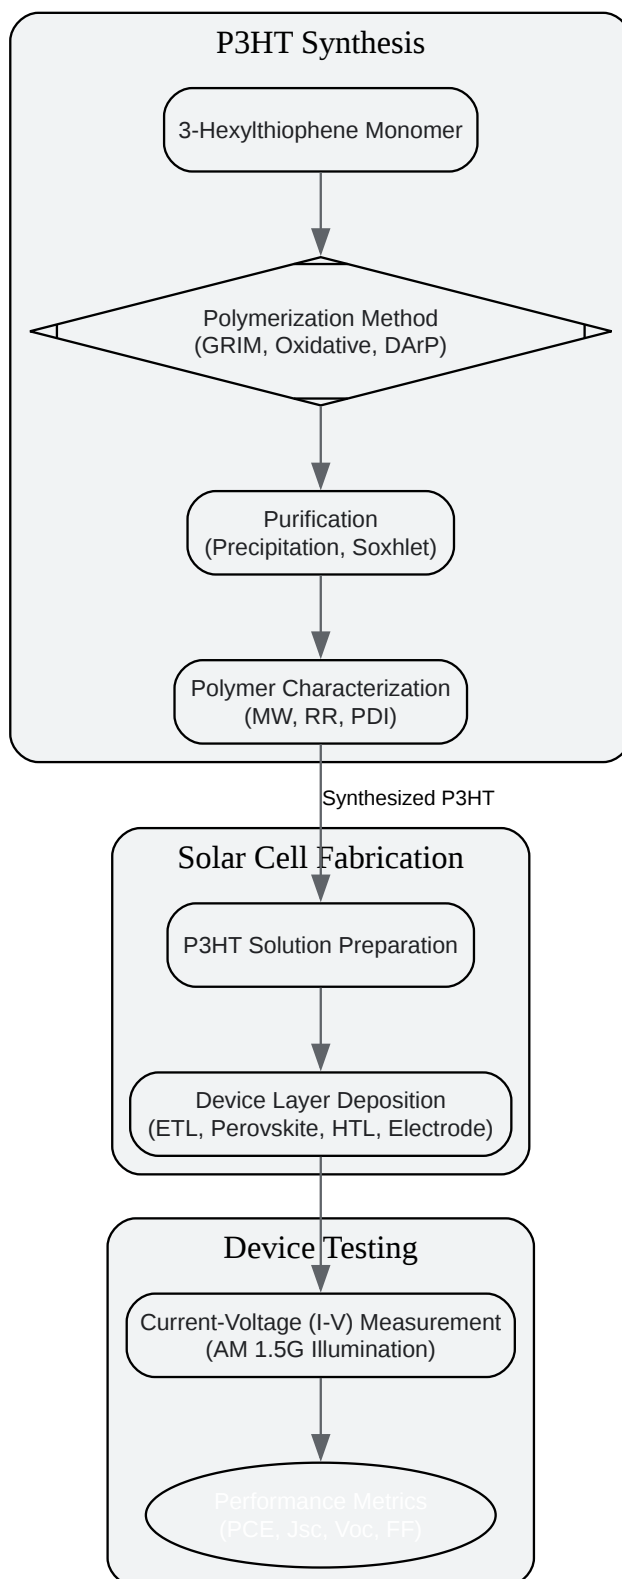 P3HT Synthesis
3-Hexylthiophene Monomer
Polymerization Method
(GRIM, Oxidative, DArP)
Purification
(Precipitation, Soxhlet)
Polymer Characterization
(MW, RR, PDI)
Synthesized P3HT
Solar Cell Fabrication
P3HT Solution Preparation
Device Layer Deposition
(ETL, Perovskite, HTL, Electrode)
Device Testing
Current-Voltage (I-V) Measurement
(AM 1.5G Illumination)
Performance Metrics
(PCE, Jsc, Voc, FF)